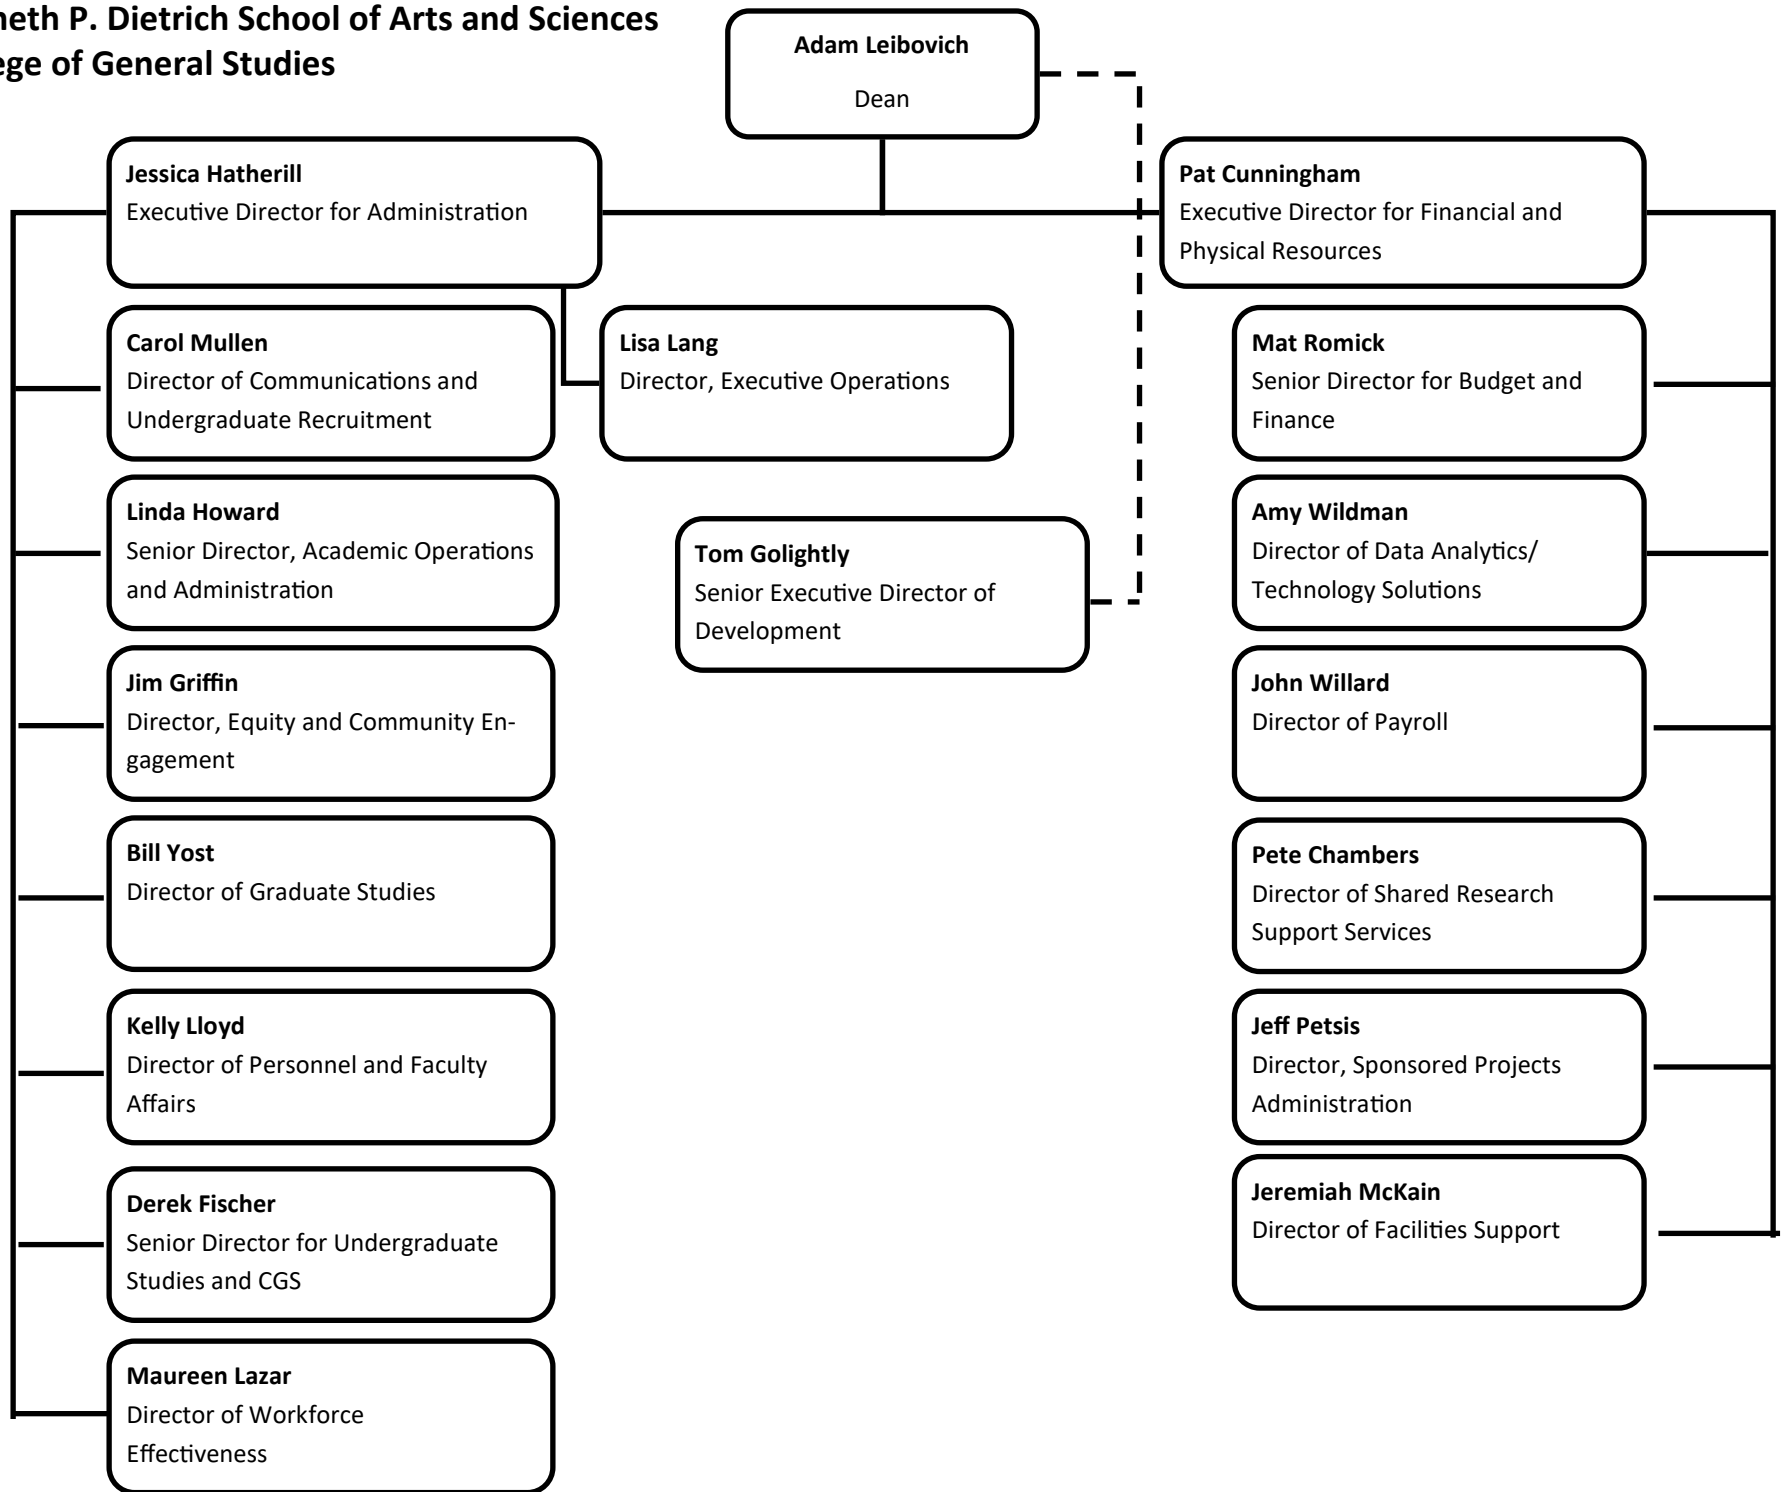 neth P. Dietrich School of Arts and Sciences
ege of General Studies
Adam Leibovich
Dean
Jessica Hatherill
Executive Director for Administration
Pat Cunningham
Executive Director for Financial and
Physical Resources
Carol Mullen
Director of Communications and
Undergraduate Recruitment
Lisa Lang
Director, Executive Operations
Mat Romick
Senior Director for Budget and
Finance
Linda Howard
Senior Director, Academic Operations
and Administration
Tom Golightly
Senior Executive Director of
Development
Amy Wildman
Director of Data Analytics/
Technology Solutions
Jim Griffin
Director, Equity and Community En-
gagement
John Willard
Director of Payroll
Bill Yost
Director of Graduate Studies
Pete Chambers
Director of Shared Research
Support Services
Kelly Lloyd
Director of Personnel and Faculty
Affairs
Jeff Petsis
Director, Sponsored Projects
Administration
Derek Fischer
Senior Director for Undergraduate
Studies and CGS
Jeremiah McKain
Director of Facilities Support
Maureen Lazar
Director of Workforce
Effectiveness